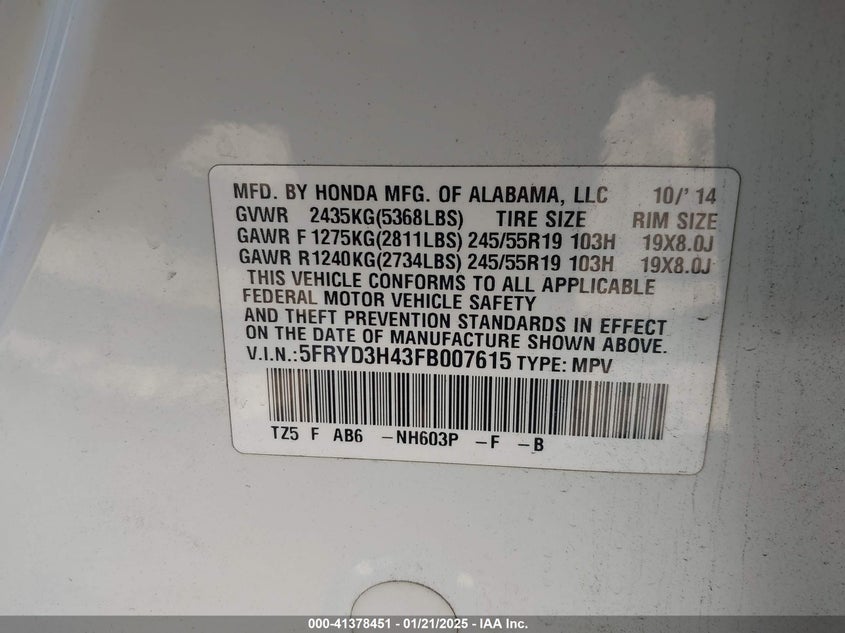 MFD. BY HONDA MFG. OF ALABAMA, LLC 10/' 14
GVWR 2435KG(5368LBS) TIRE SIZE RIM SIZE
GAWR F 1275KG(2811LBS) 245/55R19 103H 19X8.0J
GAWR R1240KG(2734LBS) 245/55R19 103H 19X8.0J
THIS VEHICLE CONFORMS TO ALL APPLICABLE
FEDERAL MOTOR VEHICLE SAFETY
AND THEFT PREVENTION STANDARDS IN EFFECT
ON THE DATE OF MANUFACTURE SHOWN ABOVE.
V.I.N.:5FRYD3H43FB007615 TYPE: MPV
TZ5 F AB6 -NH603P -F -B
000-41378451 - 01/21/2025 - IAA Inc.